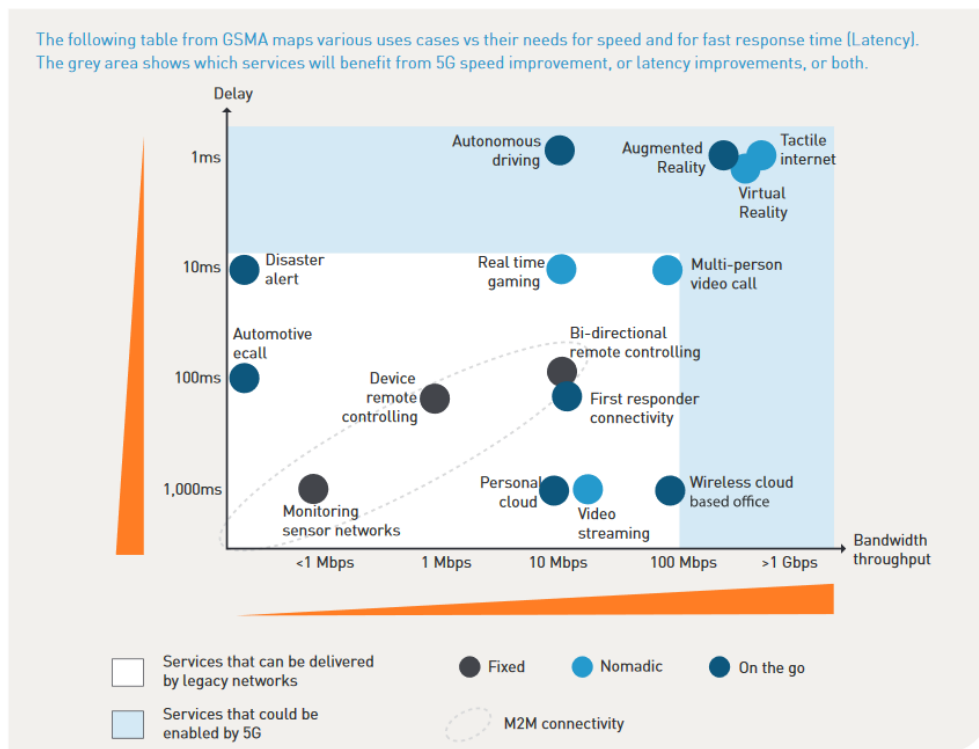 The following table from GSMA maps various uses cases vs their needs for speed and for fast response time (Latency).
The grey area shows which services will benefit from 5G speed improvement, or latency improvements, or both.
Delay
1ms
Autonomous
driving
Augmented
Reality
Tactile
internet
Virtual
Reality
10ms
Disaster
alert
Real time
gaming
Multi-person
video call
Automotive
ecall
100ms
Bi-directional
remote controlling
Device
remote
controlling
First responder
connectivity
1,000ms
Monitoring
sensor networks
Personal
cloud
Video
streaming
Wireless cloud
based office
Bandwidth
throughput
<1 Mbps
1 Mbps
10 Mbps
100 Mbps
>1 Gbps
Services that can be delivered
by legacy networks
Fixed
Nomadic
On the go
Services that could be
enabled by 5G
M2M connectivity